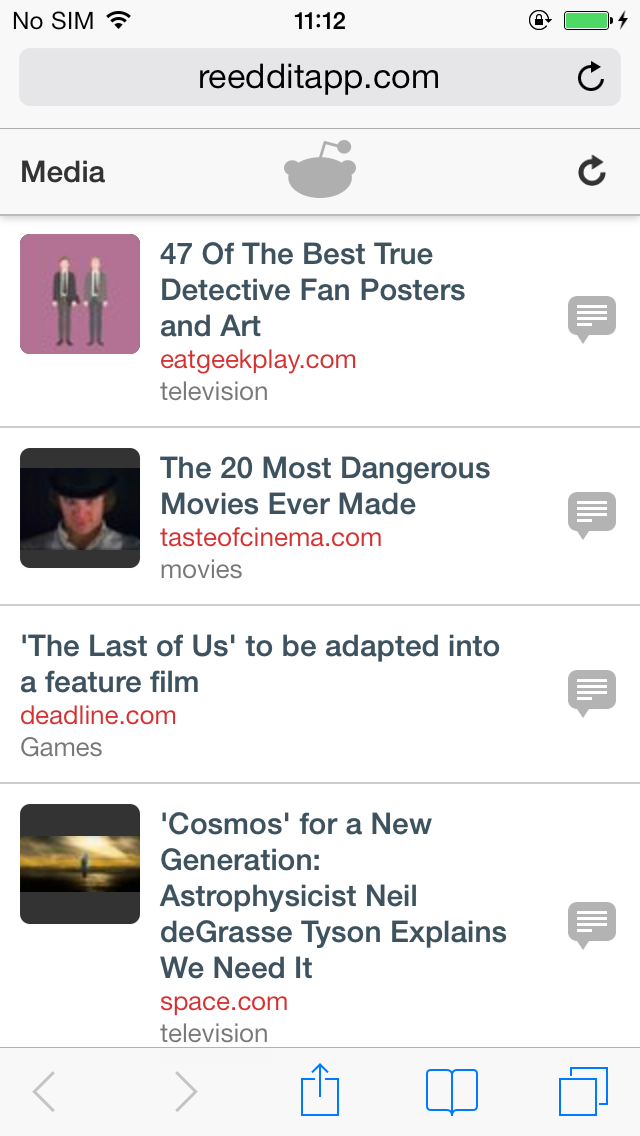 No SIM 11:12
reedditapp.com
Media
47 Of The Best True
Detective Fan Posters
and Art
eatgeekplay.com
television
The 20 Most Dangerous
Movies Ever Made
tasteofcinema.com
movies
'The Last of Us' to be adapted into
a feature film
deadline.com
Games
'Cosmos' for a New
Generation:
Astrophysicist Neil
deGrasse Tyson Explains
We Need It
space.com
television